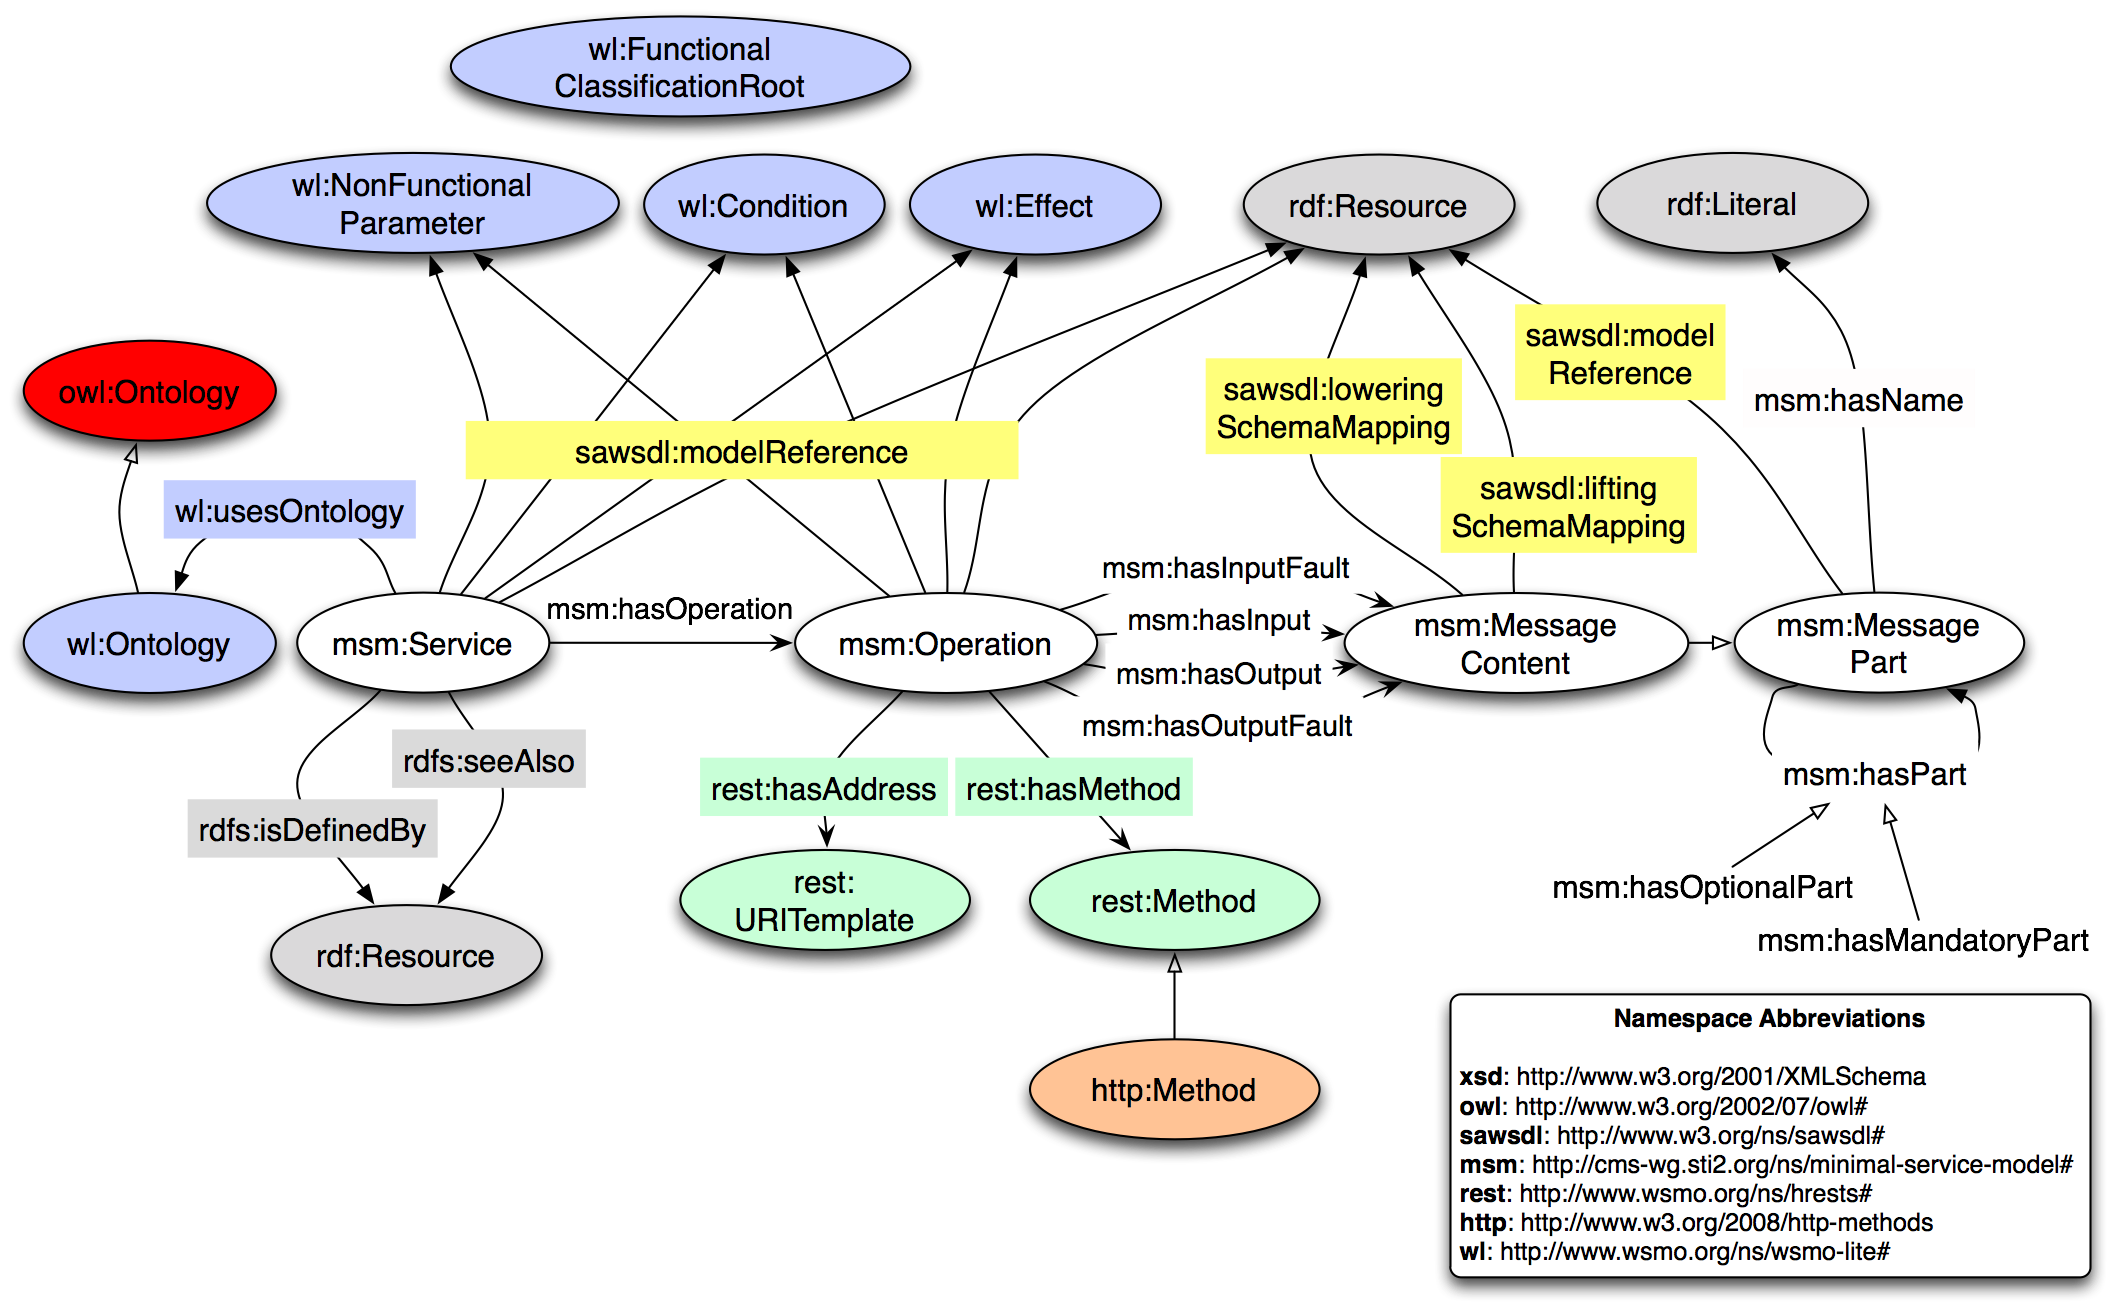 wl:Functional
ClassificationRoot
wl:NonFunctional
Parameter
wl:Condition
wl:Effect
rdf:Resource
rdf:Literal
owl:Ontology
sawsdl:modelReference
sawsdl:lowering
SchemaMapping
sawsdl:model
Reference
msm:hasName
wl:usesOntology
sawsdl:lifting
SchemaMapping
wl:Ontology
msm:Service
msm:hasOperation
msm:Operation
msm:hasInputFault
msm:hasInput
msm:hasOutput
msm:hasOutputFault
msm:Message
Content
msm:Message
Part
rdfs:seeAlso
rdfs:isDefinedBy
rest:hasAddress
rest:hasMethod
msm:hasPart
rdf:Resource
rest:
URITemplate
rest:Method
msm:hasOptionalPart
msm:hasMandatoryPart
http:Method
Namespace Abbreviations
xsd: http://www.w3.org/2001/XMLSchema
owl: http://www.w3.org/2002/07/owl#
sawsdl: http://www.w3.org/ns/sawsdl#
msm: http://cms-wg.sti2.org/ns/minimal-service-model#
rest: http://www.wsmo.org/ns/hrests#
http: http://www.w3.org/2008/http-methods
wl: http://www.wsmo.org/ns/wsmo-lite#